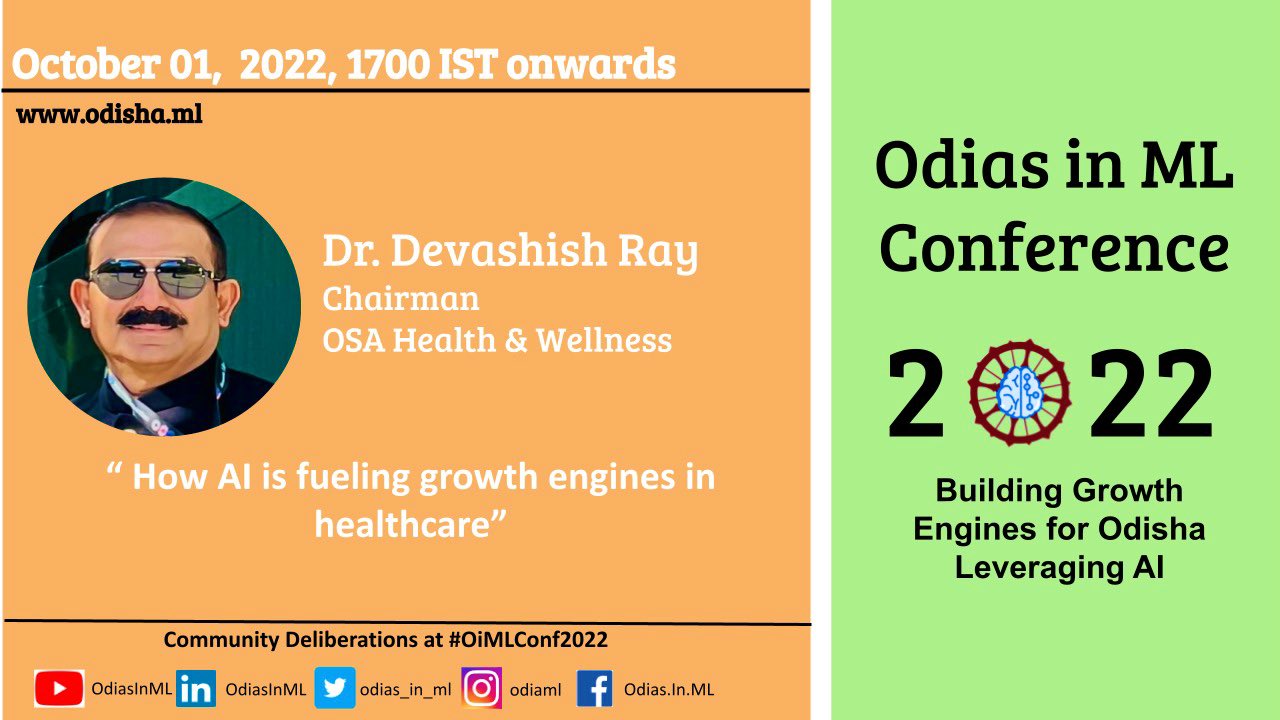 October 01, 2022, 1700 IST onwards
www.odisha.ml
Dr. Devashish Ray
Chairman
OSA Health & Wellness
“ How AI is fueling growth engines in
healthcare”
Community Deliberations at #OiMLConf2022
OdiasInML OdiasInML odias_in_ml odiaml Odias.In.ML
Odias in ML
Conference
2022
Building Growth
Engines for Odisha
Leveraging AI